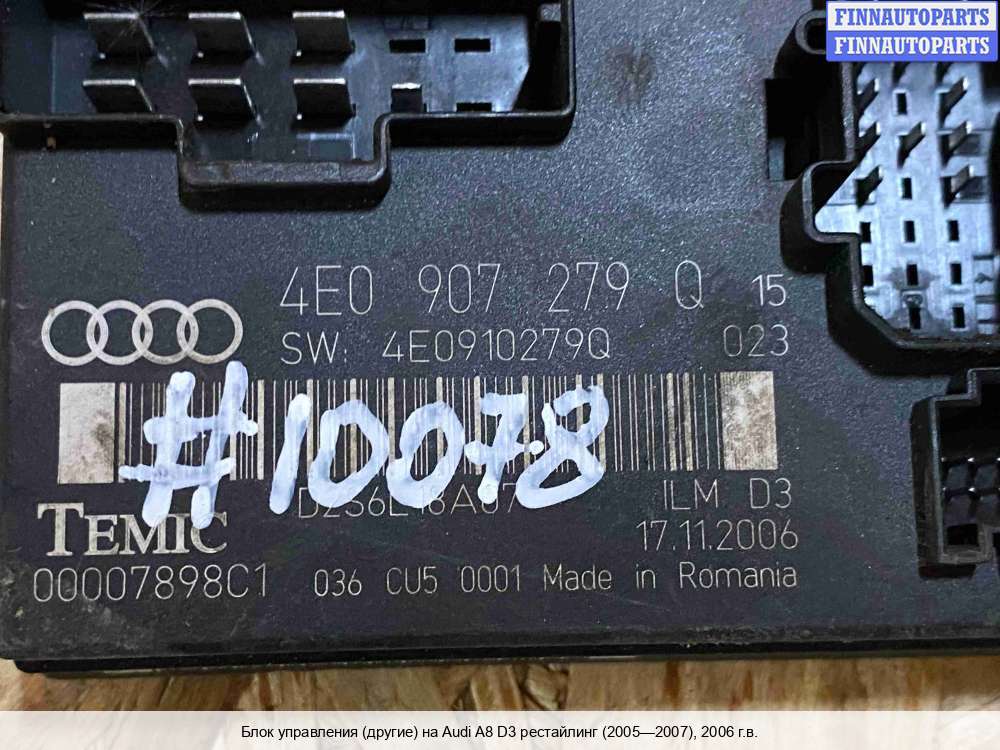 FINNAUTOPARTS
FINNAUTOPARTS
4E0 907 279 Q 15
SW: 4E0910279Q 023
#10078
ILM D3
TEMIC 17.11.2006
00007898C1 036 CU5 0001 Made in Romania
Блок управления (другие) на Audi A8 D3 рестайлинг (2005—2007), 2006 г.в.